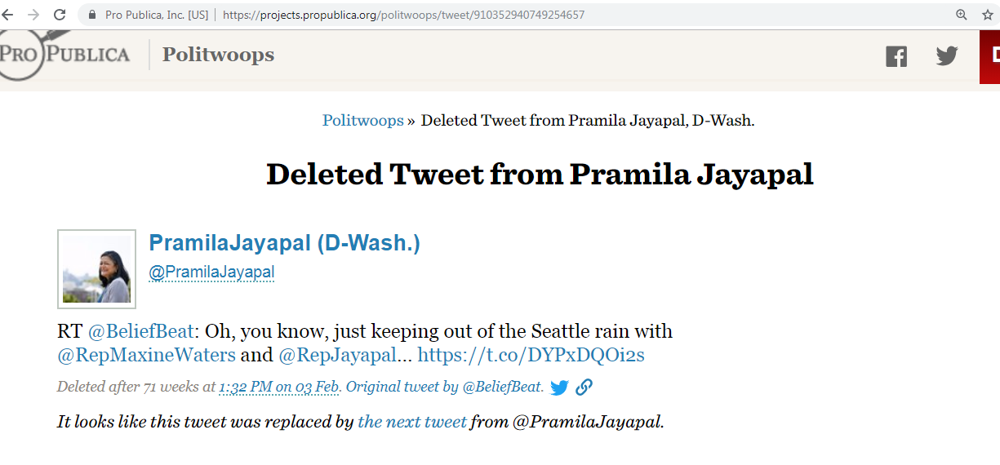 Pro Publica, Inc. [US] | https://projects.propublica.org/politwoops/tweet/910352940749254657
PRO PUBLICA Politwoops
D
Politwoops » Deleted Tweet from Pramila Jayapal, D-Wash.
Deleted Tweet from Pramila Jayapal
PramilaJayapal (D-Wash.)
@PramilaJayapal
RT @BeliefBeat: Oh, you know, just keeping out of the Seattle rain with
@RepMaxineWaters and @RepJayapal… https://t.co/DYPxDQOi2s
Deleted after 71 weeks at 1:32 PM on 03 Feb. Original tweet by @BeliefBeat.
It looks like this tweet was replaced by the next tweet from @PramilaJayapal.